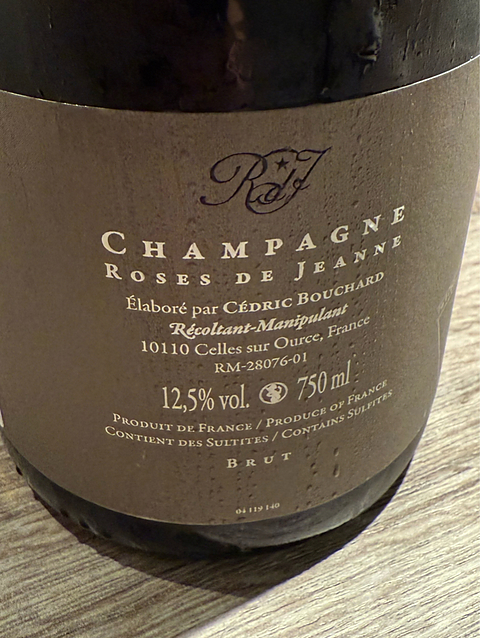 RdJ
CHAMPAGNE
ROSES DE JEANNE
Élaboré par CÉDRIC BOUCHARD
Récoltant-Manipulant
10110 Celles sur Ource, France
RM-28076-01
12,5% vol. 750 ml
PRODUIT DE FRANCE / PRODUCE OF FRANCE
CONTIENT DES SULTITES / CONTAINS SULFITES
BRUT
04 119 140